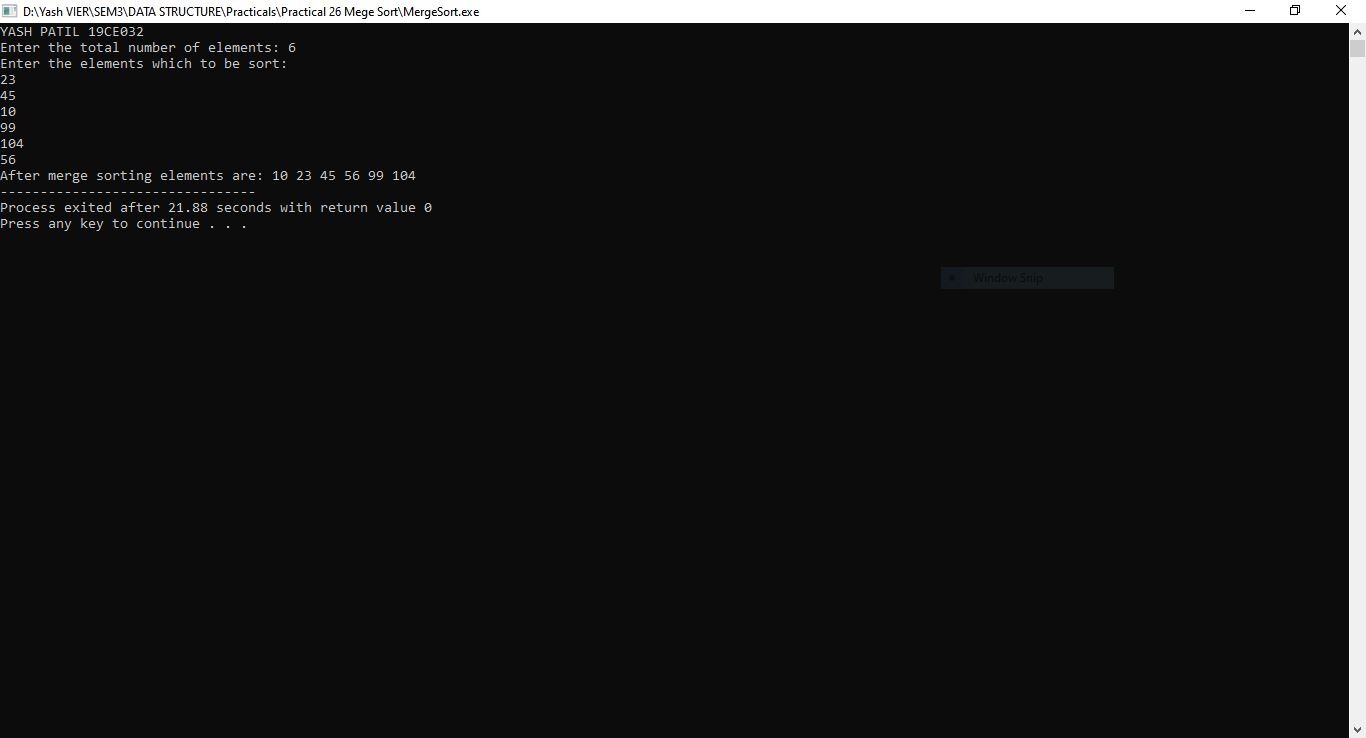 D:\Yash VIER\SEM3\DATA STRUCTURE\Practicals\Practical 26 Mege Sort\MergeSort.exe
YASH PATIL 19CE032
Enter the total number of elements: 6
Enter the elements which to be sort:
23
45
10
99
104
56
After merge sorting elements are: 10 23 45 56 99 104
--------------------------------
Process exited after 21.88 seconds with return value 0
Press any key to continue . . .
Window Snip